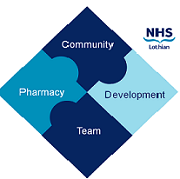 Community
NHS
Lothian
Pharmacy
Development
Team